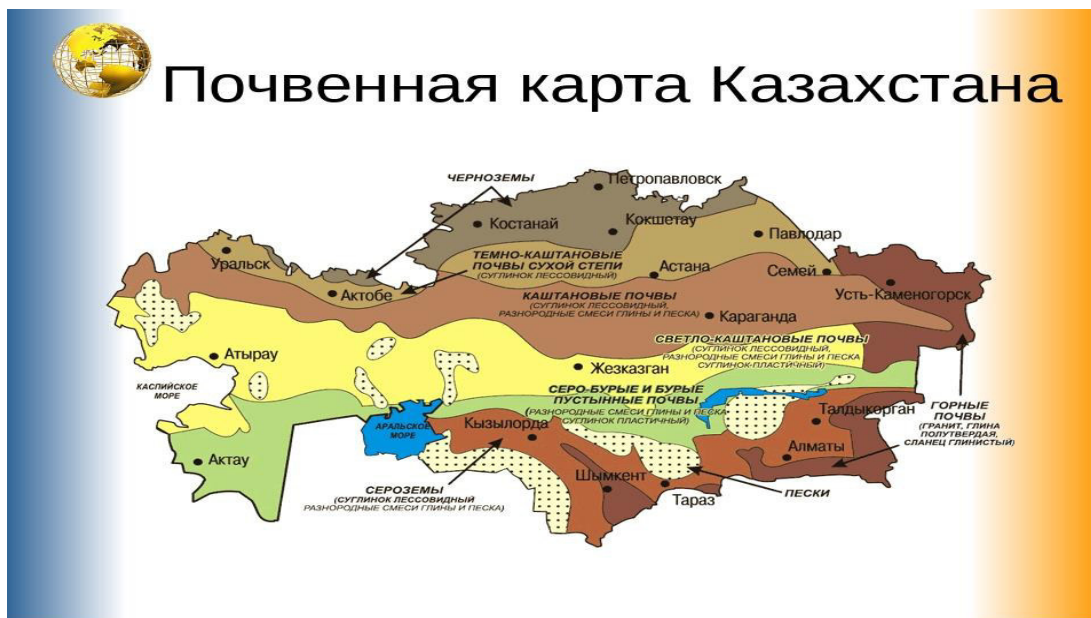 Почвенная карта Казахстана
ЧЕРНОЗЕМЫ
Петропавловск
Костанай
Кокшетау
Павлодар
Уральск
ТЕМНО-КАШТАНОВЫЕ
ПОЧВЫ СУХОЙ СТЕПИ
(СУГЛИНОК ЛЕССОВИДНЫЙ)
Астана
Семей
Актобе
КАШТАНОВЫЕ ПОЧВЫ
(СУГЛИНОК ЛЕССОВИДНЫЙ,
РАЗНОРОДНЫЕ СМЕСИ ГЛИНЫ И ПЕСКА)
Усть-Каменогорск
Караганда
СВЕТЛО-КАШТАНОВЫЕ ПОЧВЫ
(СУГЛИНОК ЛЕССОВИДНЫЙ,
РАЗНОРОДНЫЕ СМЕСИ ГЛИНЫ И ПЕСКА
СУГЛИНОК ПЛАСТИЧНЫЙ)
Атырау
Жезказган
КАСПИЙСКОЕ
МОРЕ
СЕРО-БУРЫЕ И БУРЫЕ
ПУСТЫННЫЕ ПОЧВЫ
(РАЗНОРОДНЫЕ СМЕСИ ГЛИНЫ И ПЕСКА
СУГЛИНОК ПЛАСТИЧНЫЙ)
Талдыкорган
ГОРНЫЕ
ПОЧВЫ
(ГРАНИТ, ГЛИНА
ПОЛУТВЕРДАЯ,
СЛАНЕЦ ГЛИНИСТЫЙ)
АРАЛЬСКОЕ
МОРЕ
Кызылорда
Алматы
Актау
Шымкент
СЕРОЗЕМЫ
(СУГЛИНОК ЛЕССОВИДНЫЙ
РАЗНОРОДНЫЕ СМЕСИ ГЛИНЫ И ПЕСКА)
Тараз
ПЕСКИ